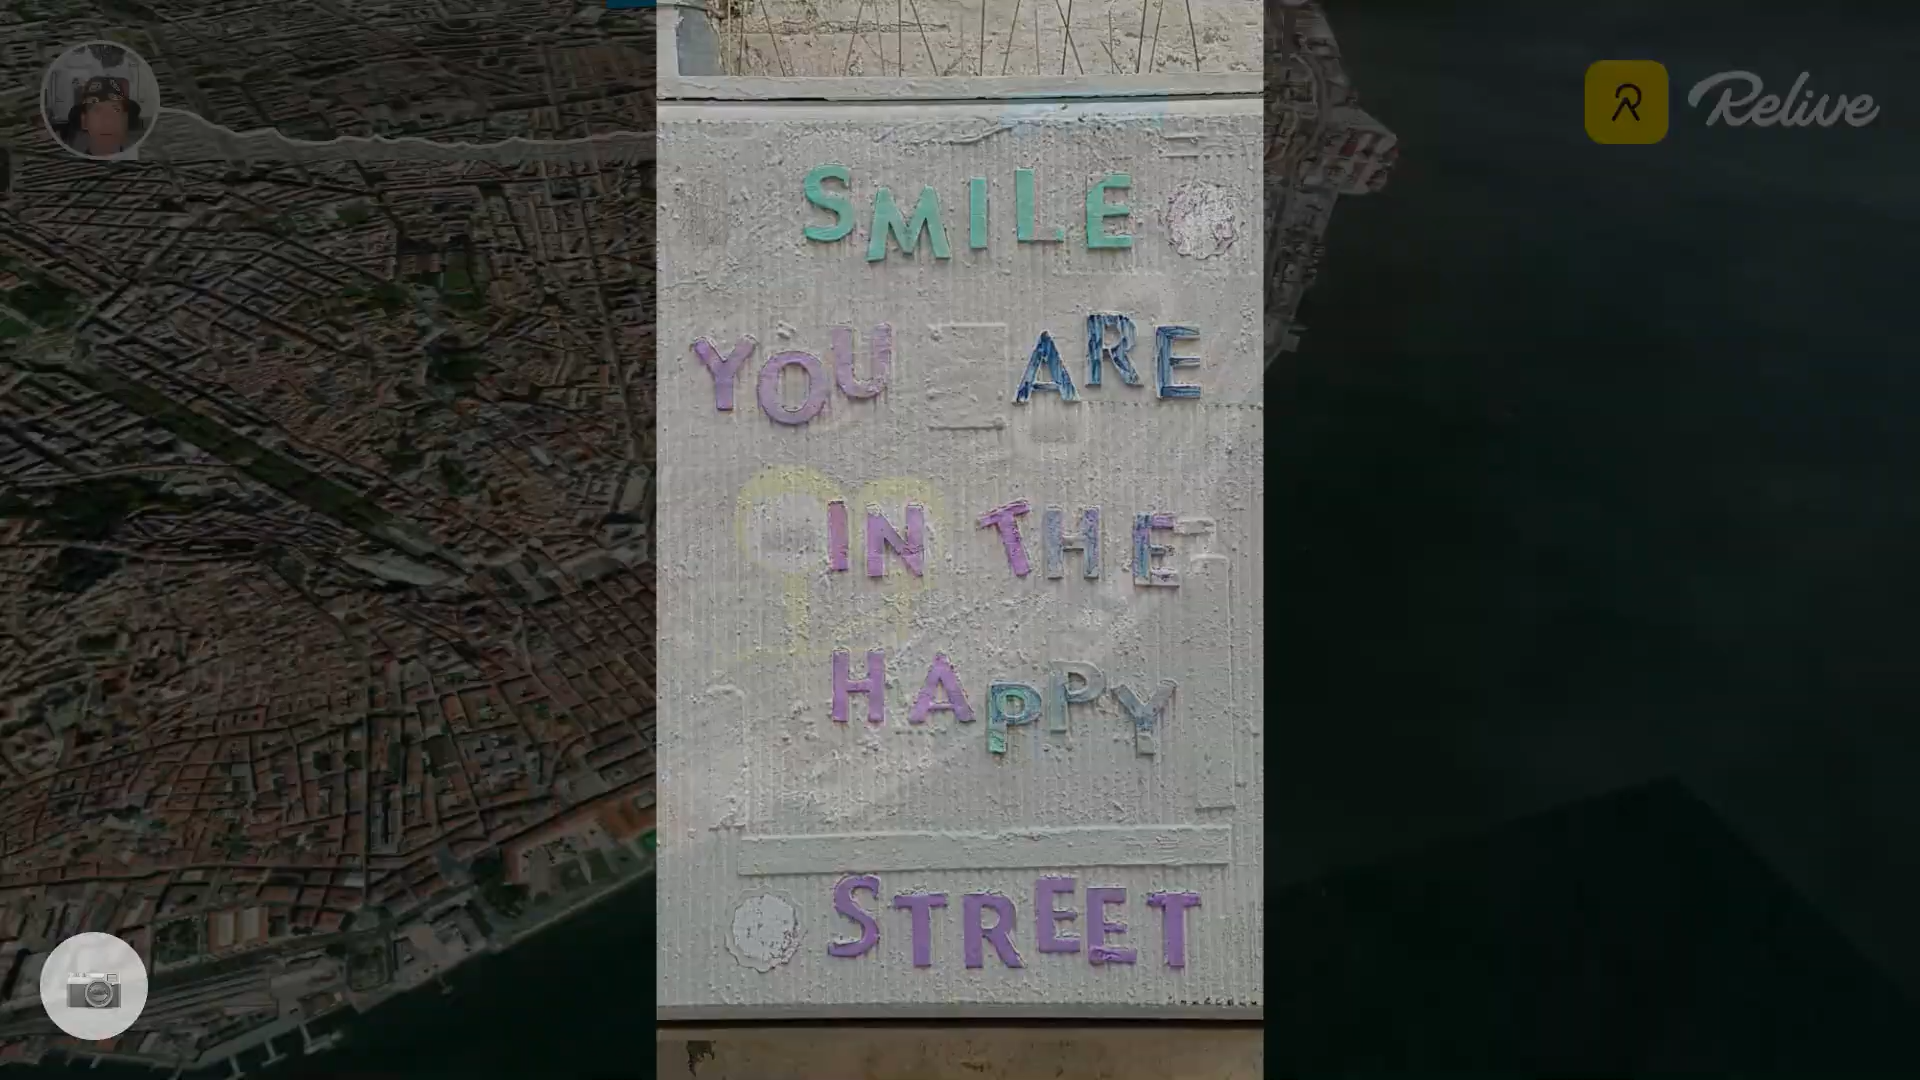 Relive
SMILE
YOU ARE
IN THE
HAPPY
STREET